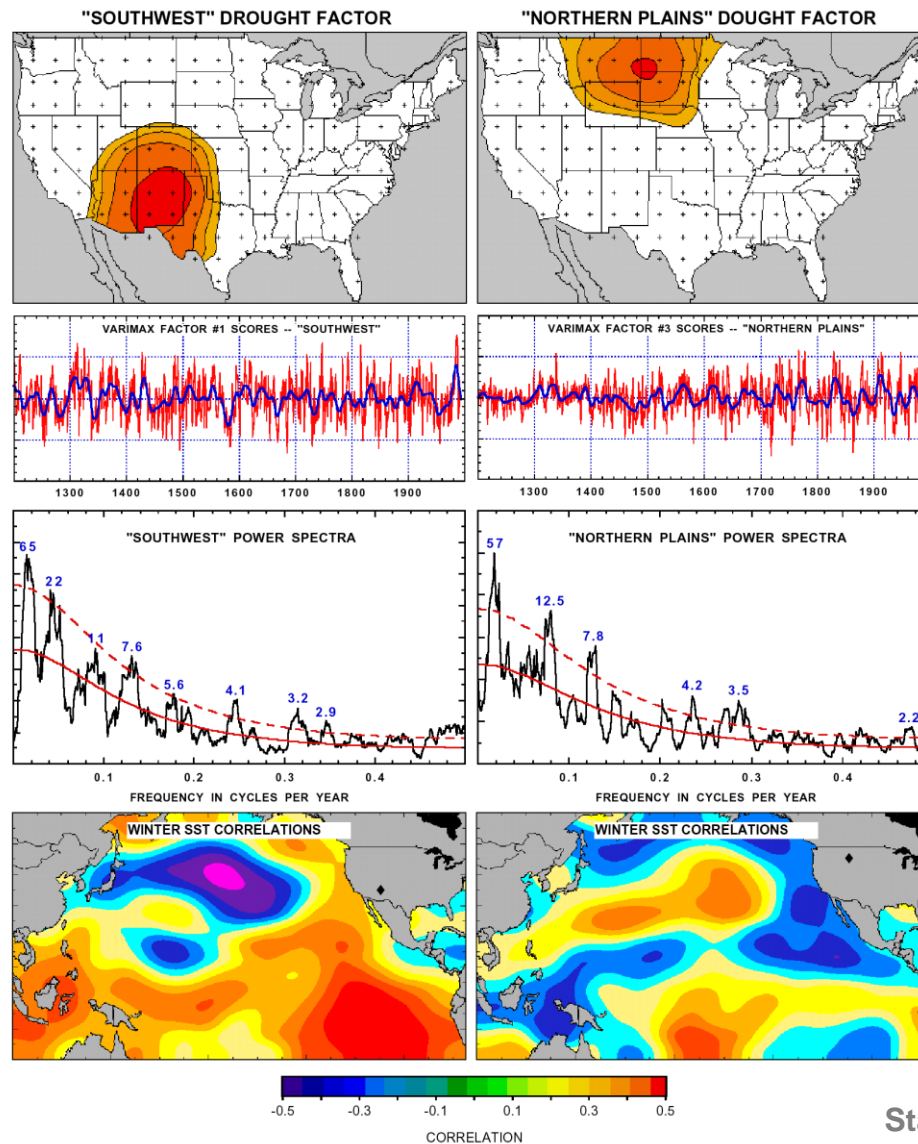 "SOUTHWEST" DROUGHT FACTOR
"NORTHERN PLAINS" DOUGHT FACTOR
VARIMAX FACTOR #1 SCORES -- "SOUTHWEST"
VARIMAX FACTOR #3 SCORES -- "NORTHERN PLAINS"
1300 1400 1500 1600 1700 1800 1900
1300 1400 1500 1600 1700 1800 1900
"SOUTHWEST" POWER SPECTRA
65
22
11
7.6
5.6
4.1
3.2
2.9
0.1 0.2 0.3 0.4
FREQUENCY IN CYCLES PER YEAR
"NORTHERN PLAINS" POWER SPECTRA
57
12.5
7.8
4.2
3.5
2.2
0.1 0.2 0.3 0.4
FREQUENCY IN CYCLES PER YEAR
WINTER SST CORRELATIONS
WINTER SST CORRELATIONS
-0.5 -0.3 -0.1 0.1 0.3 0.5
CORRELATION